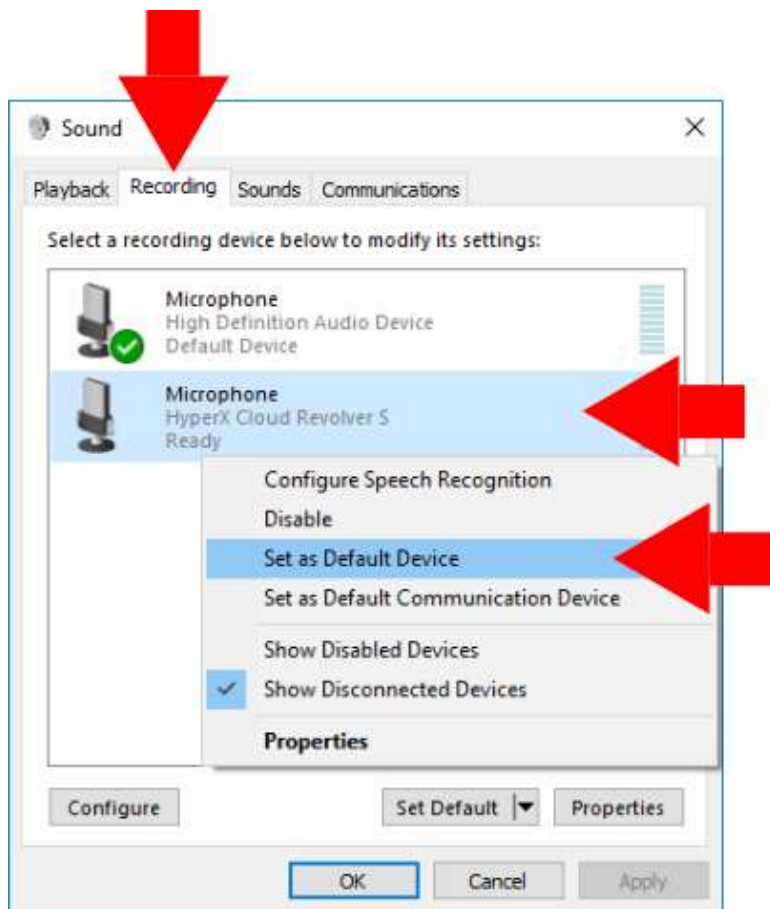 Sound
Playback Recording Sounds Communications
Select a recording device below to modify its settings:
Microphone
High Definition Audio Device
Default Device
Microphone
HyperX Cloud Revolver S
Ready
Configure Speech Recognition
Disable
Set as Default Device
Set as Default Communication Device
Show Disabled Devices
Show Disconnected Devices
Properties
Configure Set Default Properties
OK Cancel Apply